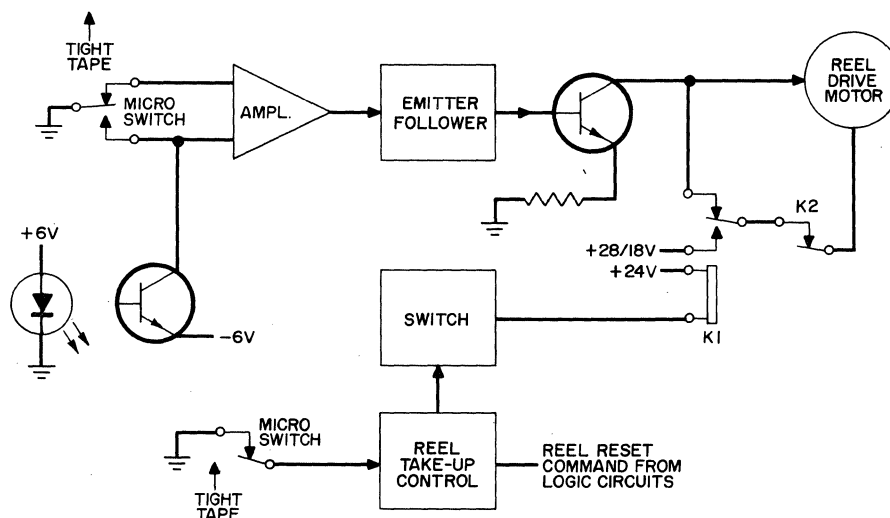 TIGHT
TAPE
MICRO
SWITCH
AMPL.
EMITTER
FOLLOWER
REEL
DRIVE
MOTOR
K2
+28/18V
+24V
K1
+6V
-6V
SWITCH
MICRO
SWITCH
TIGHT
TAPE
REEL
TAKE-UP
CONTROL
REEL RESET
COMMAND FROM
LOGIC CIRCUITS